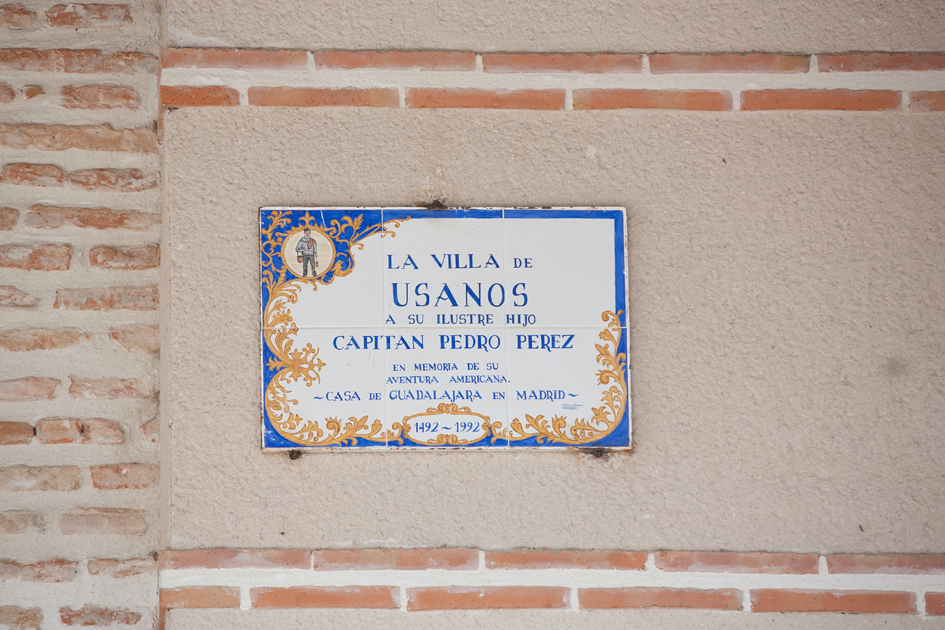 LA VILLA DE
USANOS
A SU ILUSTRE HIJO
CAPITAN PEDRO PEREZ
EN MEMORIA DE SU
AVENTURA AMERICANA.
~CASA DE GUADALAJARA EN MADRID~
1492~1992